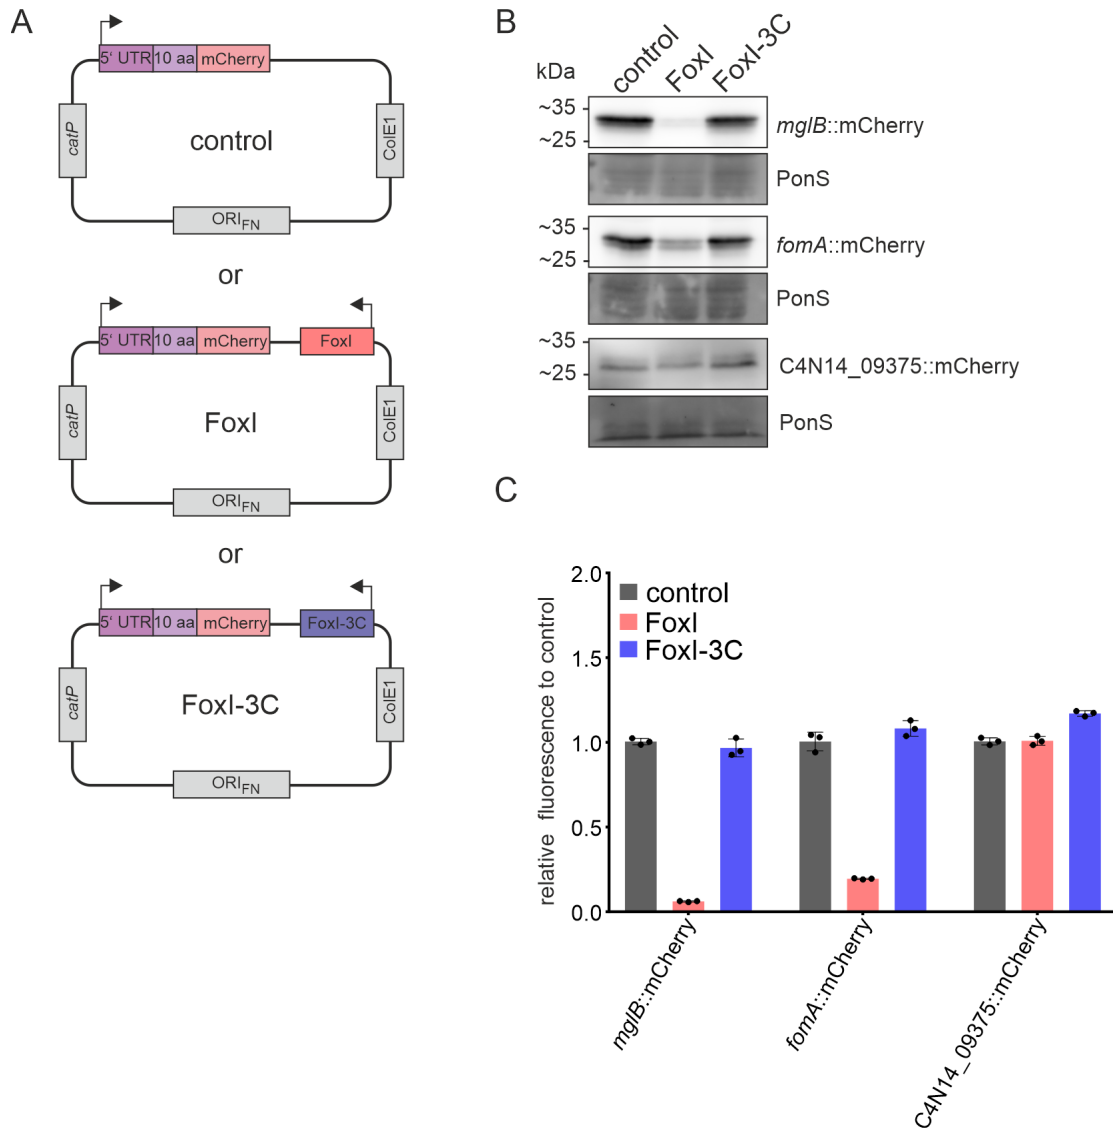 A
5' UTR 10 aa mCherry
catP
control
ColE1
ORIFN
or
5' UTR 10 aa mCherry FoxI
catP
FoxI
ColE1
ORIFN
or
5' UTR 10 aa mCherry FoxI-3C
catP
FoxI-3C
ColE1
ORIFN
B
kDa control FoxI FoxI-3C
~35
~25
mglB::mCherry
PonS
~35
~25
fomA::mCherry
PonS
~35
~25
C4N14_09375::mCherry
PonS
C
relative fluorescence to control
2.0
1.5
1.0
0.5
0.0
control
FoxI
FoxI-3C
mglB::mCherry
fomA::mCherry
C4N14_09375::mCherry